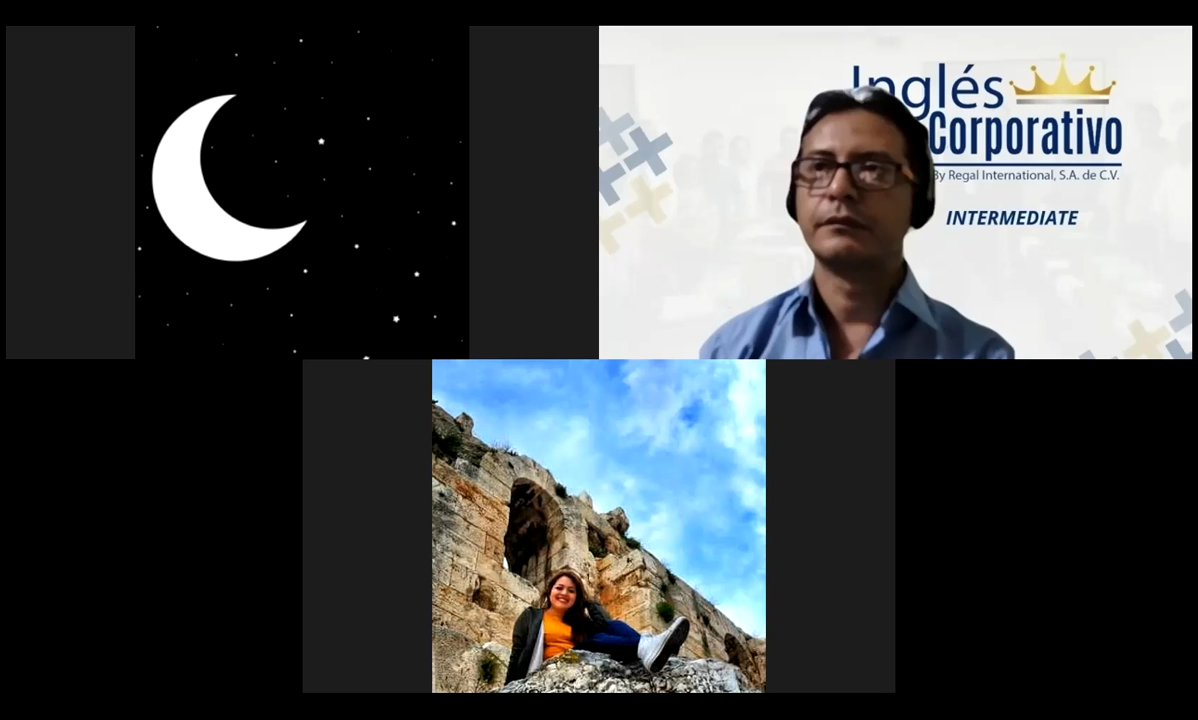 Inglés
Corporativo
By Regal International, S.A. de C.V.
INTERMEDIATE